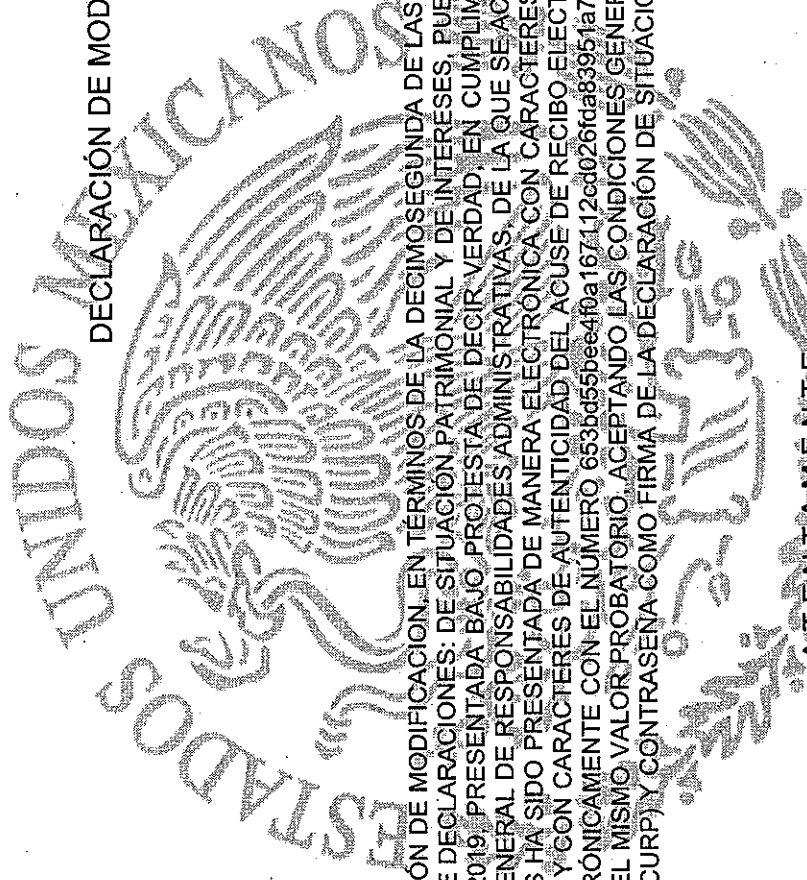 ESTADOS UNIDOS MEXICANOS
DECLARACIÓN DE MOD
ÓN DE MODIFICACIÓN, EN TÉRMINOS DE LA DECIMOSEGUNDA DE LAS
E DECLARACIONES: DE SITUACIÓN PATRIMONIAL Y DE INTERESES, PUE
2019, PRESENTADA BAJO PROTESTA DE DECIR VERDAD, EN CUMPLIM
ENERAL DE RESPONSABILIDADES ADMINISTRATIVAS, DE LA QUE SE AC
S HA SIDO PRESENTADA DE MANERA ELECTRÓNICA CON CARACTERES
Y CON CARACTERES DE AUTENTICIDAD DEL ACUSE DE RECIBO ELECT
RÓNICAMENTE CON EL NÚMERO 653bd55bee4f0a167112cd026fda83951a7
EL MISMO VALOR PROBATORIO, ACEPTANDO LAS CONDICIONES GENER
CURP) Y CONTRASEÑA COMO FIRMA DE LA DECLARACIÓN DE SITUACIO